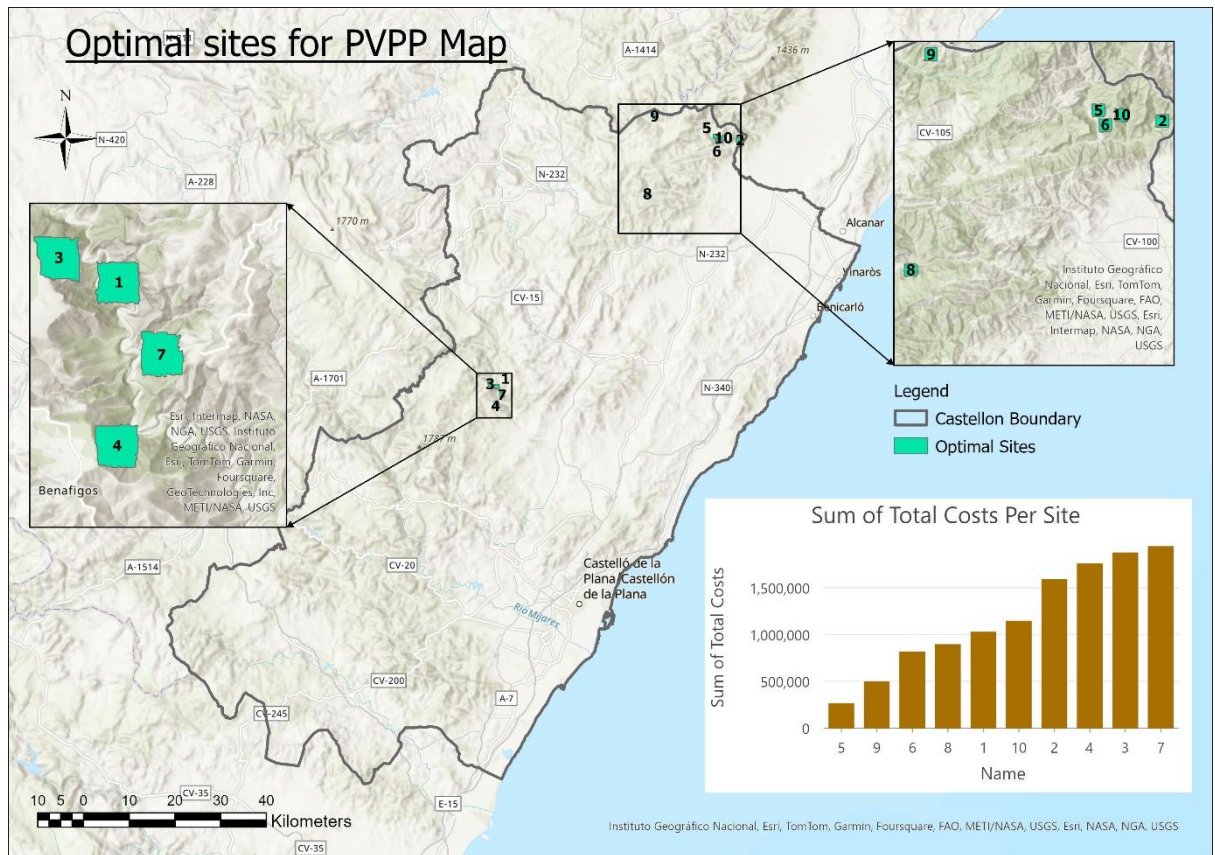 Optimal sites for PVPP Map
N
A-1414
1436 m
N-420
A-228
N-232
1770 m
9
5
10
2
6
8
N-232
Alcanar
Vinaròs
Benicarló
CV-15
A-1701
N-340
3
1
7
4
1787 m
A-1514
CV-20
Castelló de la
Plana/Castellón
de la Plana
Río Mijares
CV-200
A-7
CV-245
E-15
CV-35
CV-35
3
1
7
4
Benafigos
Esri, Intermap, NASA,
NGA, USGS, Instituto
Geográfico Nacional,
Esri, TomTom, Garmin,
Foursquare,
GeoTechnologies, Inc,
METI/NASA, USGS
9
5
10
2
6
CV-105
CV-100
8
Instituto Geográfico
Nacional, Esri, TomTom,
Garmin, Foursquare, FAO,
METI/NASA, USGS, Esri,
Intermap, NASA, NGA,
USGS
Legend
Castellon Boundary
Optimal Sites
Sum of Total Costs Per Site
Sum of Total Costs
1,500,000
1,000,000
500,000
0
5 9 6 8 1 10 2 4 3 7
Name
10 5 0 10 20 30 40
Kilometers
Instituto Geográfico Nacional, Esri, TomTom, Garmin, Foursquare, FAO, METI/NASA, USGS, Esri, NASA, NGA, USGS